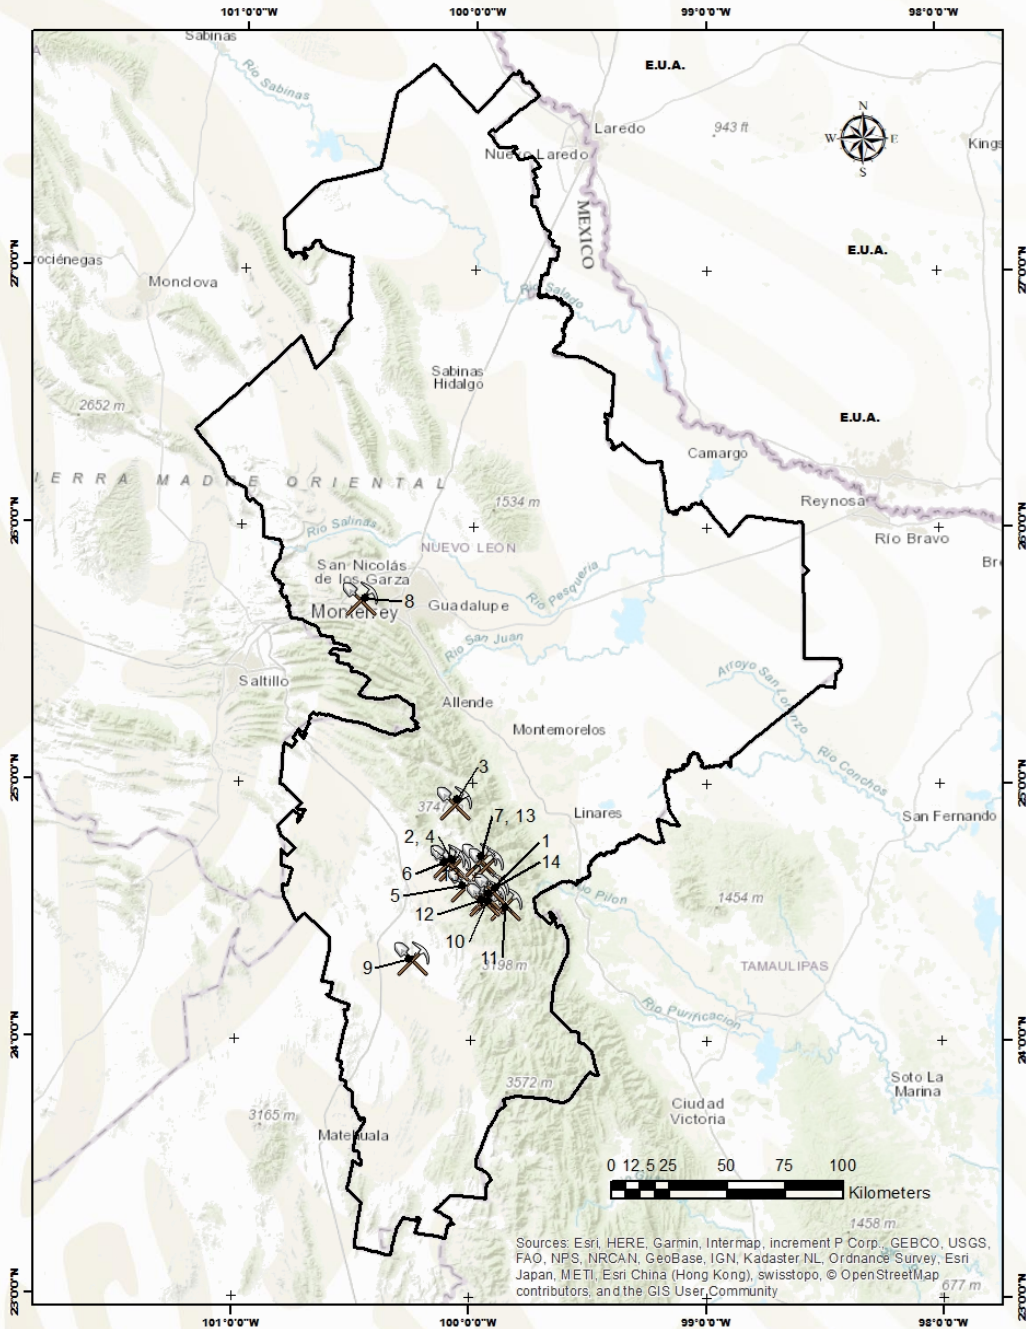 101°0'0"W 100°0'0"W 99°0'0"W 98°0'0"W
Sabinas
E.U.A.
Río Sabinas
Laredo
943 ft
N
W E
S
Kings
Nuevo Laredo
MEXICO
E.U.A.
27°0'0"N
27°0'0"N
rociénegas
Monclova
Río Salado
Sabinas
Hidalgo
2652 m
E.U.A.
Camargo
IERRA MADRE ORIENTAL
1534 m
Reynosa
26°0'0"N
26°0'0"N
Río Salinas
Río Bravo
NUEVO LEON
Bre
San Nicolás
de los Garza
Río Pesquería
8
Monterrey
Guadalupe
Río San Juan
Saltillo
Arroyo San Lorenzo
Allende
Montemorelos
Río Conchos
25°0'0"N
25°0'0"N
3
374
7, 13
Linares
San Fernando
2, 4
1
6
14
5
1454 m
io Pilon
12
10
11
3198 m
9
TAMAULIPAS
Río Purificacion
24°0'0"N
24°0'0"N
3572 m
Soto La
Marina
3165 m
Ciudad
Victoria
Matehuala
0 12.5 25 50 75 100
Kilometers
1458 m
Sources: Esri, HERE, Garmin, Intermap, increment P Corp., GEBCO, USGS,
FAO, NPS, NRCAN, GeoBase, IGN, Kadaster NL, Ordnance Survey, Esri
Japan, METI, Esri China (Hong Kong), swisstopo, © OpenStreetMap
contributors, and the GIS User Community
677 m
23°0'0"N
23°0'0"N
101°0'0"W 100°0'0"W 99°0'0"W 98°0'0"W